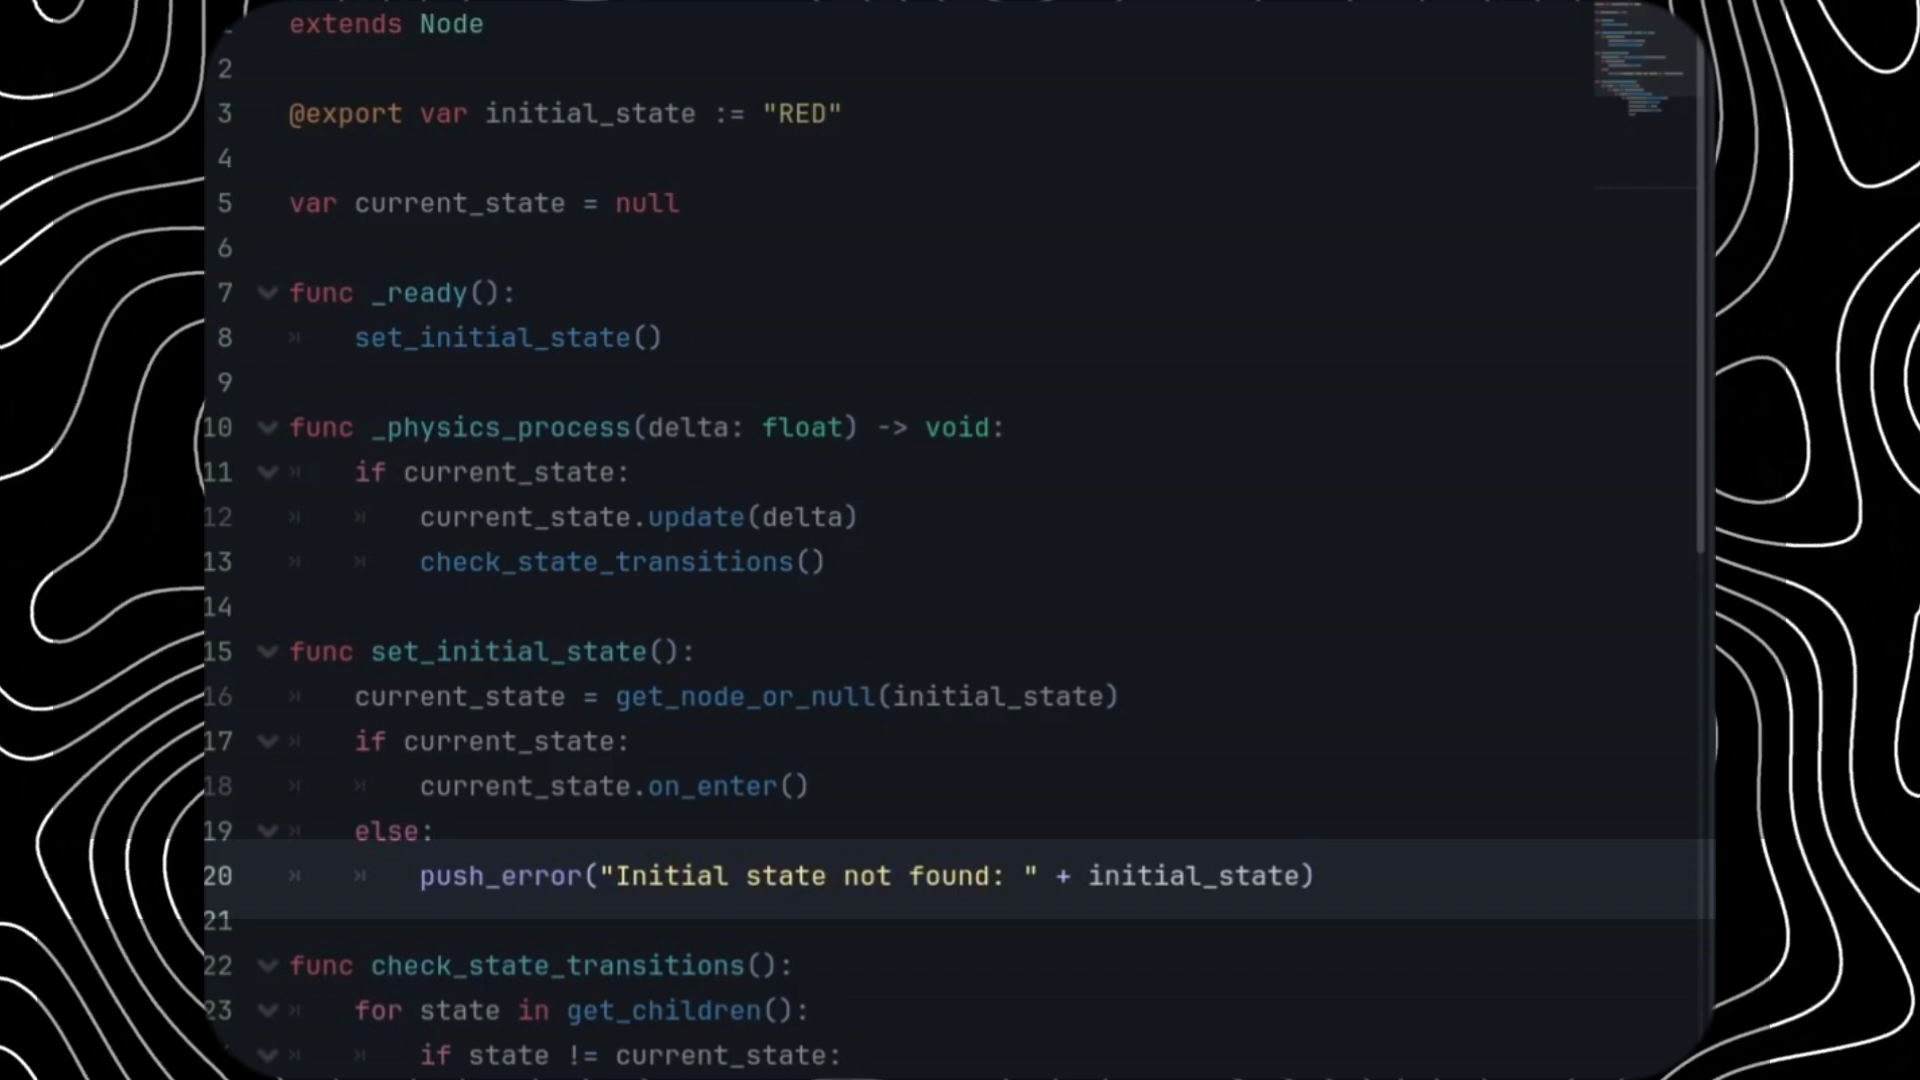 extends Node
2
3 @export var initial_state := "RED"
4
5 var current_state = null
6
7 func _ready():
8 set_initial_state()
9
10 func _physics_process(delta: float) -> void:
11 if current_state:
12 current_state.update(delta)
13 check_state_transitions()
14
15 func set_initial_state():
16 current_state = get_node_or_null(initial_state)
17 if current_state:
18 current_state.on_enter()
19 else:
20 push_error("Initial state not found: " + initial_state)
21
22 func check_state_transitions():
23 for state in get_children():
if state != current_state: